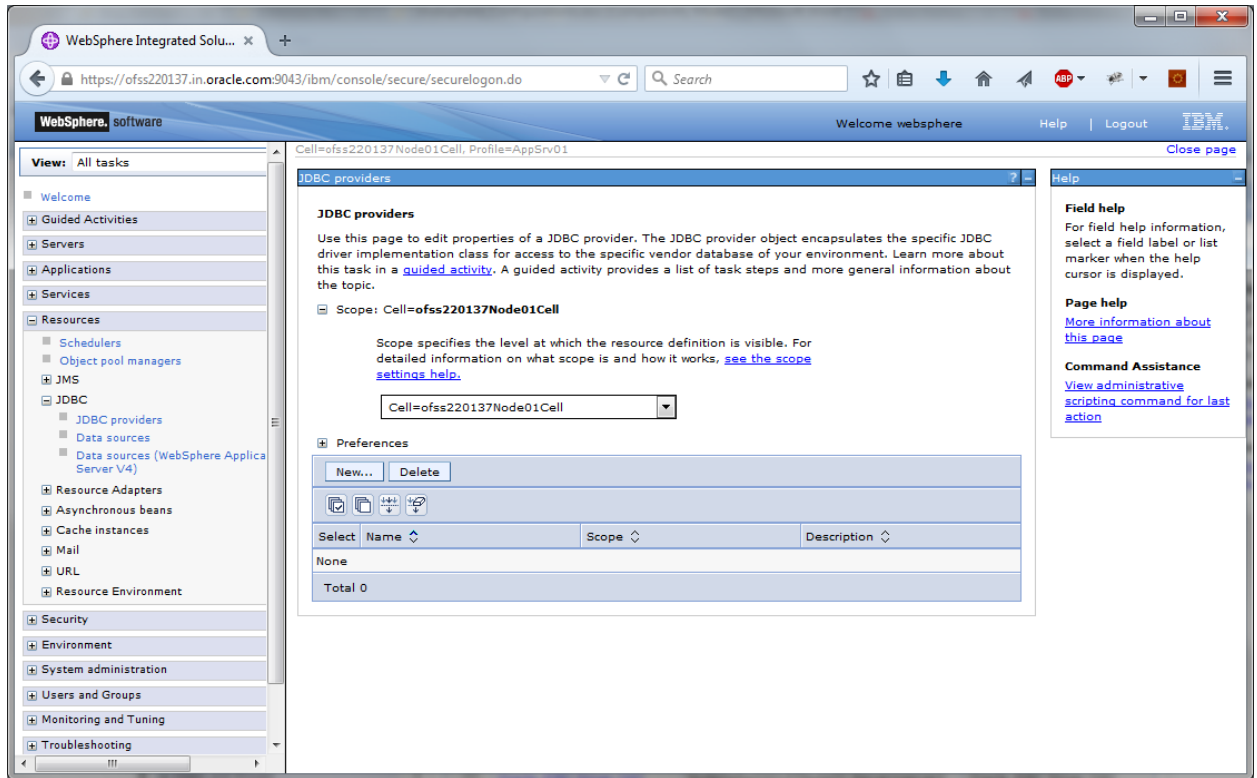 WebSphere Integrated Solu...
https://ofss220137.in.oracle.com:9043/ibm/console/secure/securelogon.do
Search
ABP
WebSphere. software
Welcome websphere
Help | Logout
IBM.
View: All tasks
Welcome
Guided Activities
Servers
Applications
Services
Resources
Schedulers
Object pool managers
JMS
JDBC
JDBC providers
Data sources
Data sources (WebSphere Applica
Server V4)
Resource Adapters
Asynchronous beans
Cache instances
Mail
URL
Resource Environment
Security
Environment
System administration
Users and Groups
Monitoring and Tuning
Troubleshooting
Cell=ofss220137Node01Cell, Profile=AppSrv01
Close page
JDBC providers
?
JDBC providers
Use this page to edit properties of a JDBC provider. The JDBC provider object encapsulates the specific JDBC
driver implementation class for access to the specific vendor database of your environment. Learn more about
this task in a guided activity. A guided activity provides a list of task steps and more general information about
the topic.
Scope: Cell=ofss220137Node01Cell
Scope specifies the level at which the resource definition is visible. For
detailed information on what scope is and how it works, see the scope
settings help.
Cell=ofss220137Node01Cell
Preferences
New... Delete
Select Name Scope Description
None
Total 0
Help
Field help
For field help information,
select a field label or list
marker when the help
cursor is displayed.
Page help
More information about
this page
Command Assistance
View administrative
scripting command for last
action